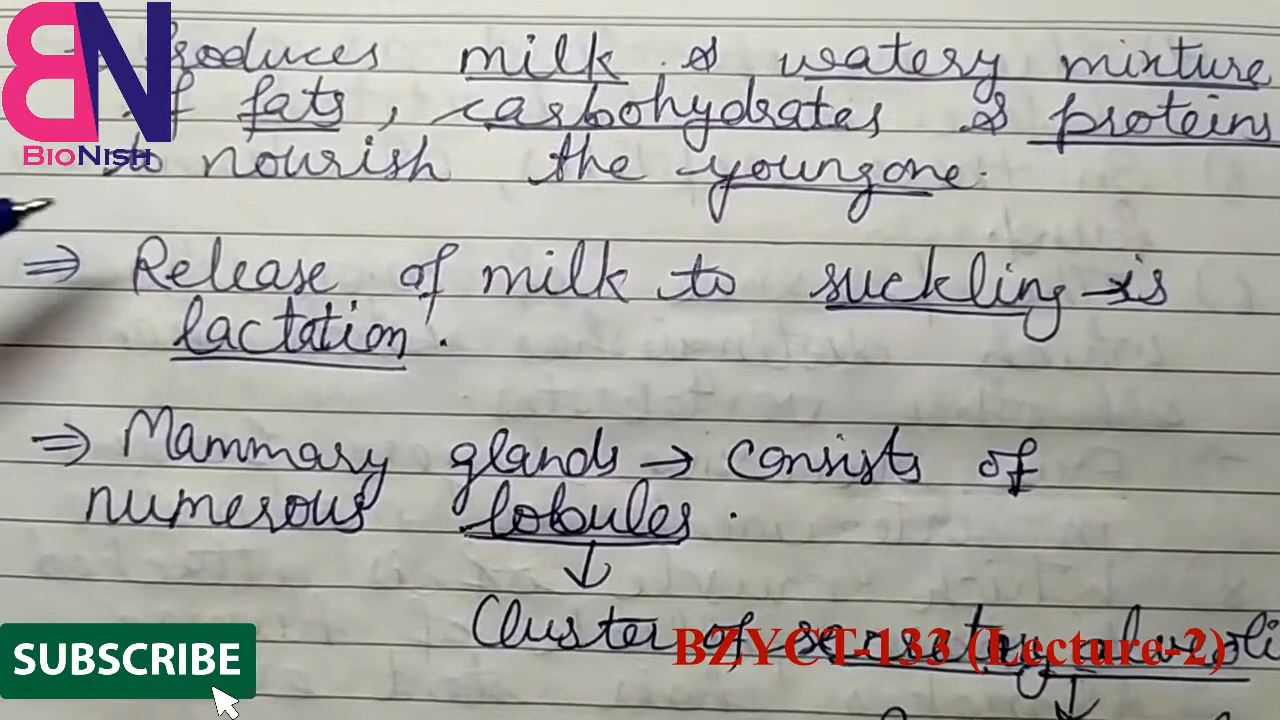 BN
BIONISH
Produces milk & watery mixture
of fats, carbohydrates & proteins
to nourish the youngone.
⇒ Release of milk to suckling is
lactation.
⇒ Mammary glands → consists of
numerous lobules.
↓
Cluster of
BZYCT-133 (Lecture-2)
↓
SUBSCRIBE